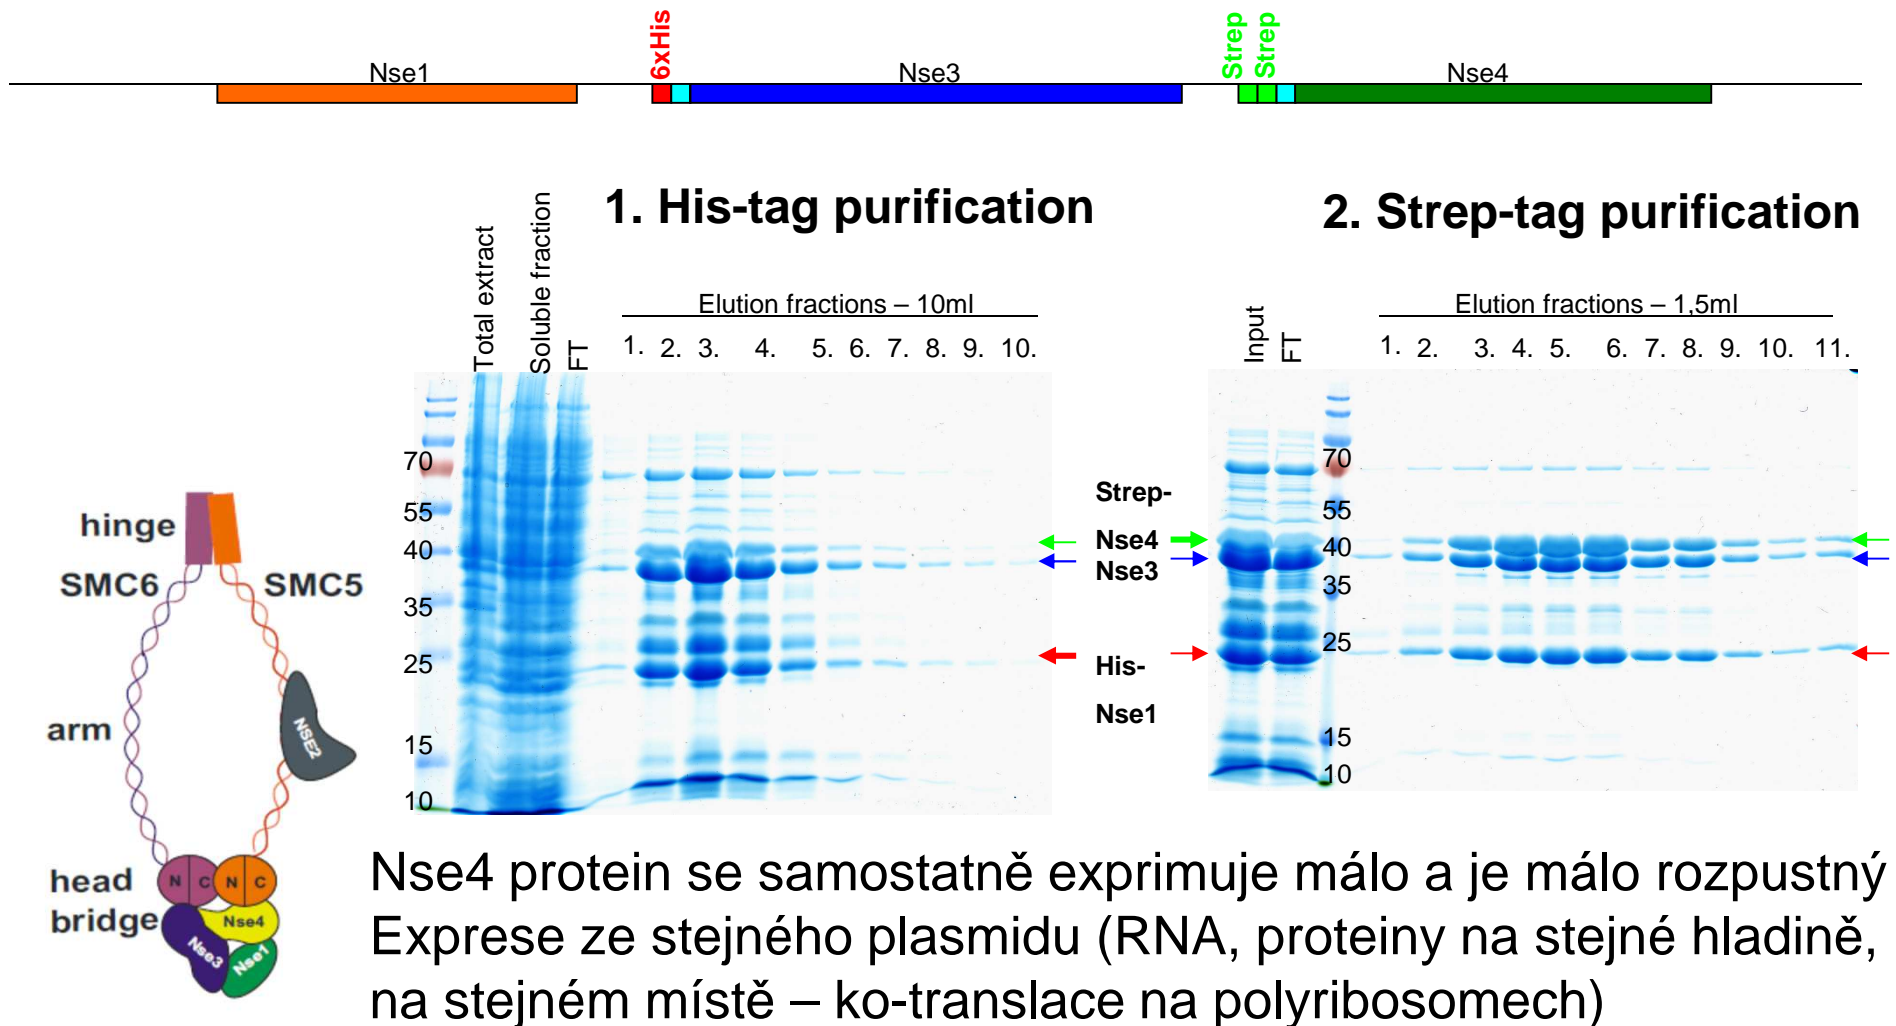 6xHis
Strep
Strep
Nse1
Nse3
Nse4
1. His-tag purification
2. Strep-tag purification
Total extract
Soluble fraction
FT
Elution fractions – 10ml
1. 2. 3. 4. 5. 6. 7. 8. 9. 10.
Input
FT
Elution fractions – 1,5ml
1. 2. 3. 4. 5. 6. 7. 8. 9. 10. 11.
70
55
40
35
25
15
10
Strep-
Nse4
Nse3
His-
Nse1
70
55
40
35
25
15
10
hinge
SMC6
SMC5
arm
NSE2
head
N C N C
bridge
Nse4
Nse3
Nse1
Nse4 protein se samostatně exprimuje málo a je málo rozpustný
Exprese ze stejného plasmidu (RNA, proteiny na stejné hladině,
na stejném místě – ko-translace na polyribosomech)